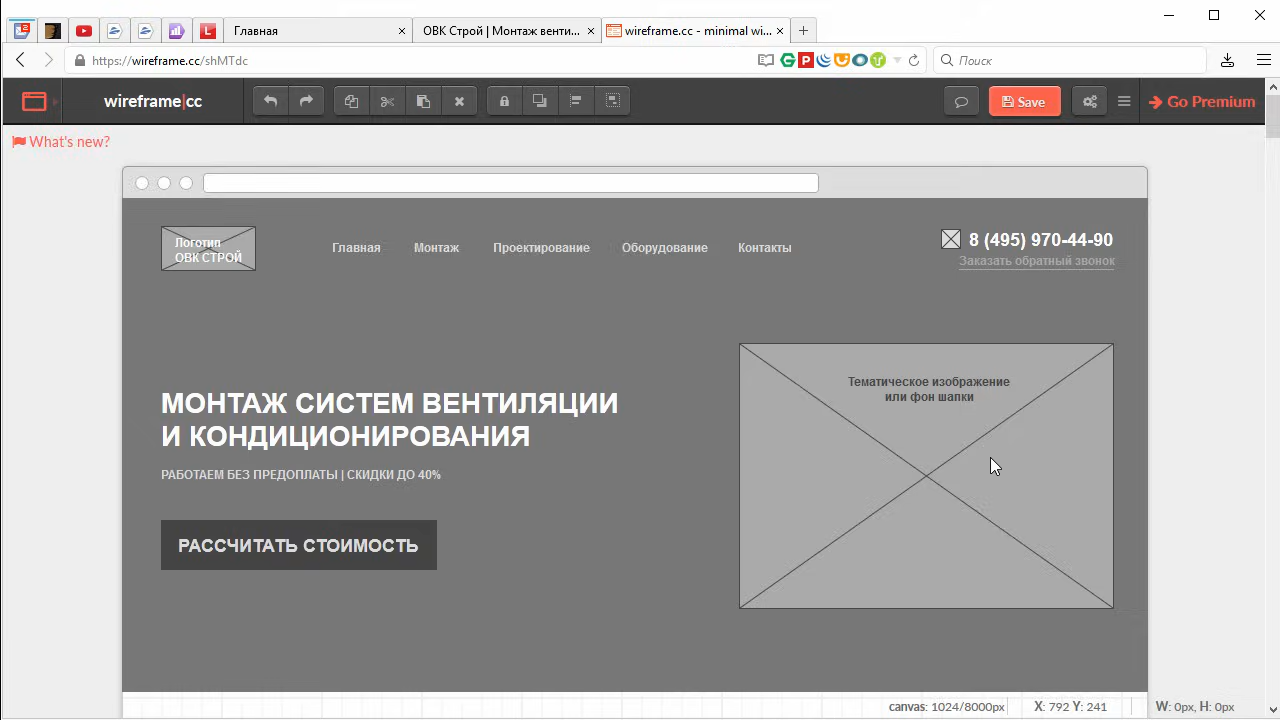 Главная
ОВК Строй | Монтаж венти...
wireframe.cc - minimal wi...
https://wireframe.cc/shMTdc
Поиск
wireframe|cc
Save
Go Premium
What's new?
Логотип
ОВК СТРОЙ
Главная
Монтаж
Проектирование
Оборудование
Контакты
8 (495) 970-44-90
Заказать обратный звонок
Тематическое изображение
или фон шапки
МОНТАЖ СИСТЕМ ВЕНТИЛЯЦИИ
И КОНДИЦИОНИРОВАНИЯ
РАБОТАЕМ БЕЗ ПРЕДОПЛАТЫ | СКИДКИ ДО 40%
РАССЧИТАТЬ СТОИМОСТЬ
canvas: 1024/8000px
X: 792 Y: 241
W: 0px, H: 0px